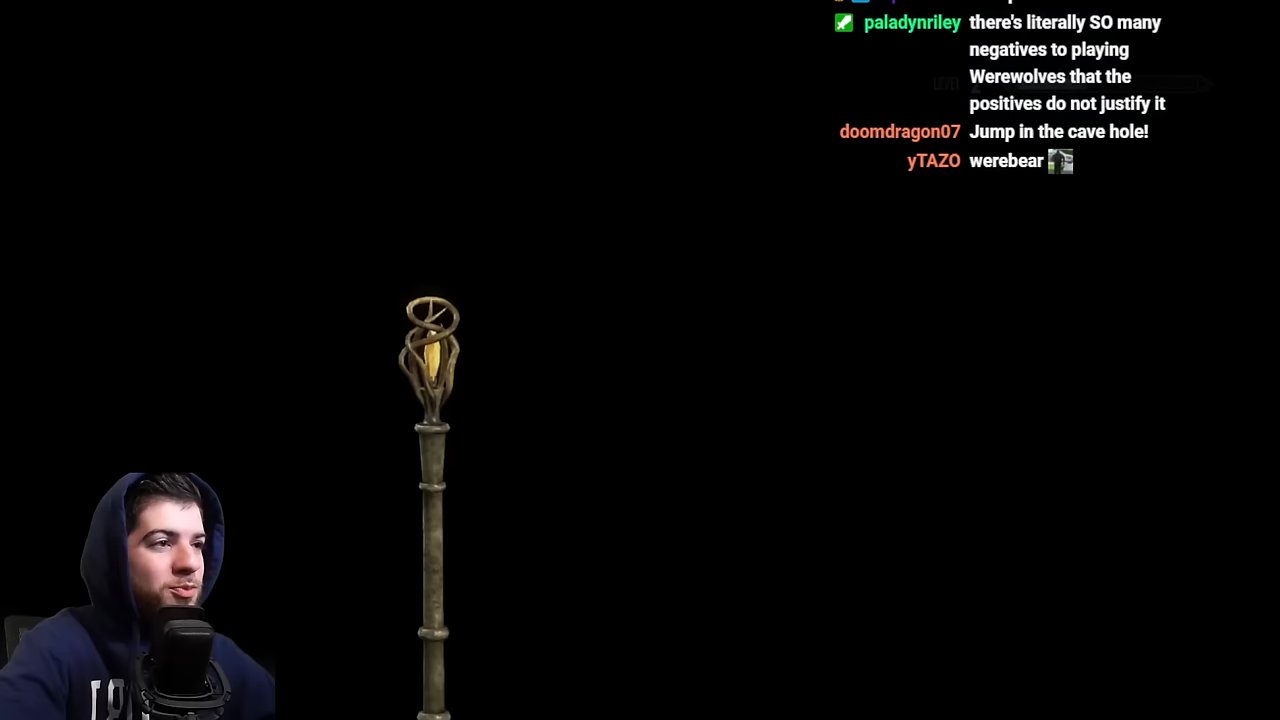 paladynriley there's literally SO many
negatives to playing
Werewolves that the
LEVEL
positives do not justify it
doomdragon07 Jump in the cave hole!
yTAZO werebear